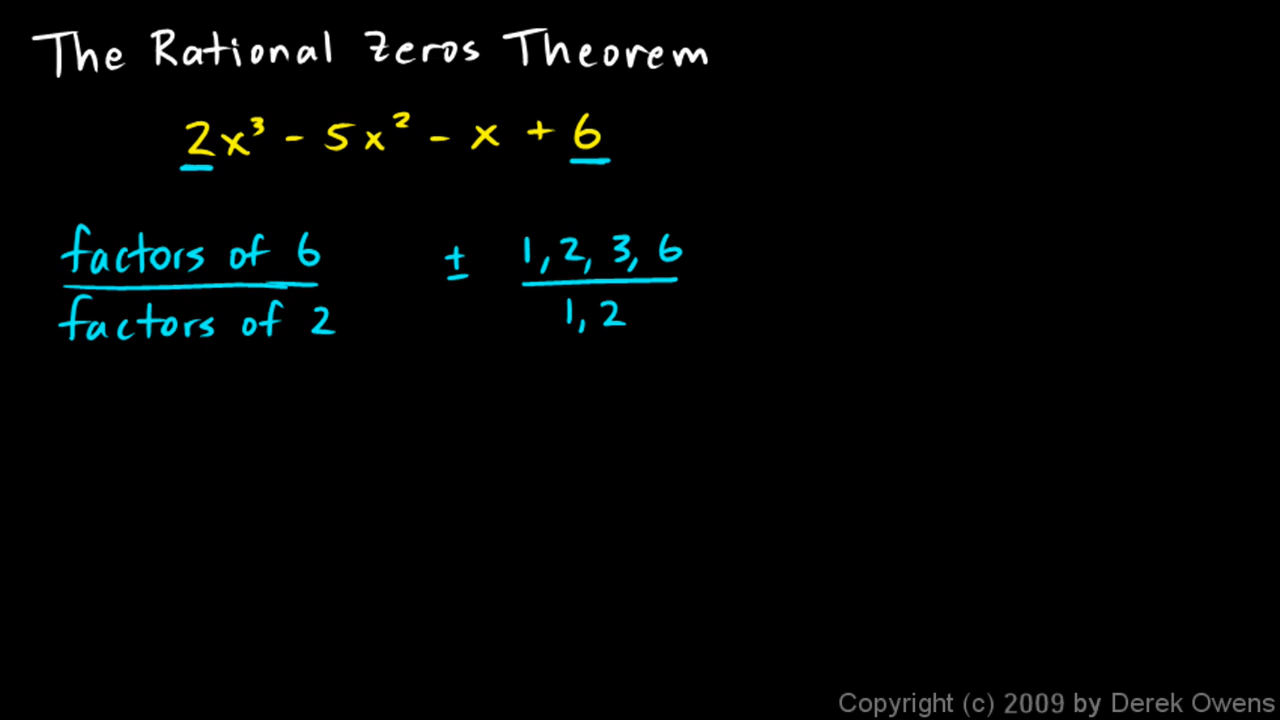 The Rational Zeros Theorem
2x³ - 5x² - x + 6
factors of 6 ± 1, 2, 3, 6
factors of 2 1, 2
Copyright (c) 2009 by Derek Owens